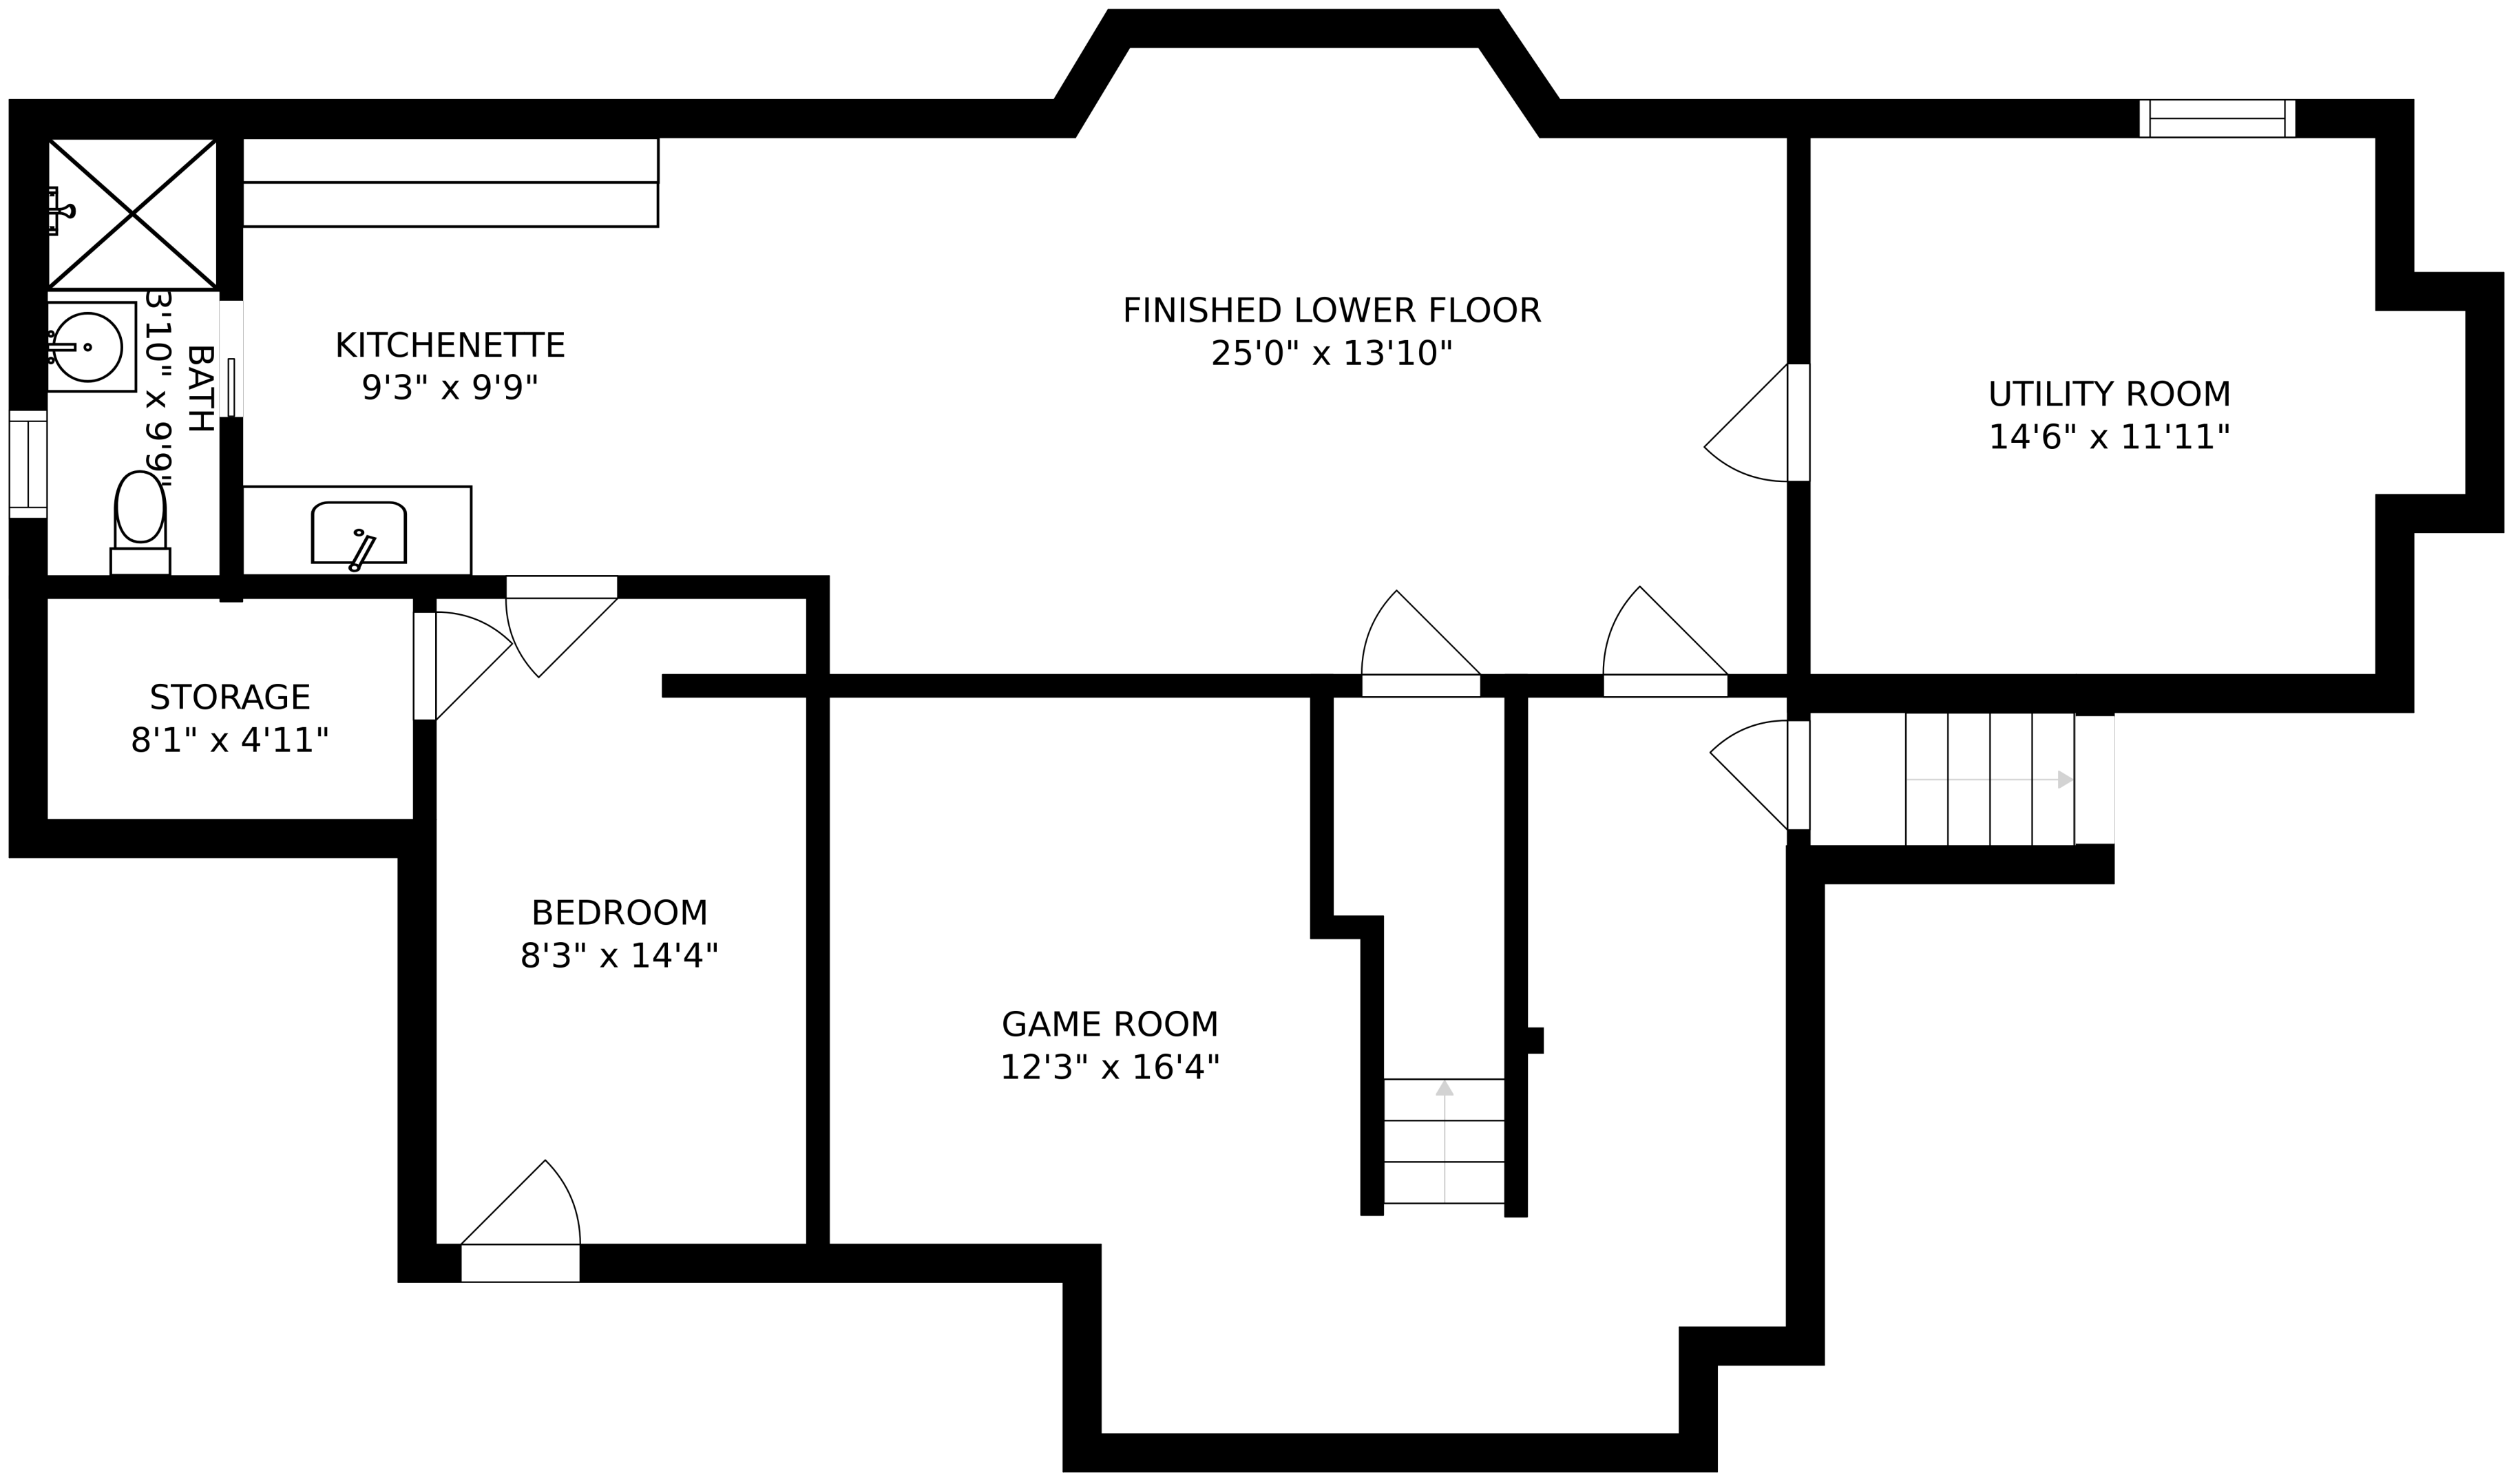 FINISHED LOWER FLOOR
25'0" x 13'10"
KITCHENETTE
9'3" x 9'9"
BATH
3'10" x 9'9"
UTILITY ROOM
14'6" x 11'11"
STORAGE
8'1" x 4'11"
BEDROOM
8'3" x 14'4"
GAME ROOM
12'3" x 16'4"